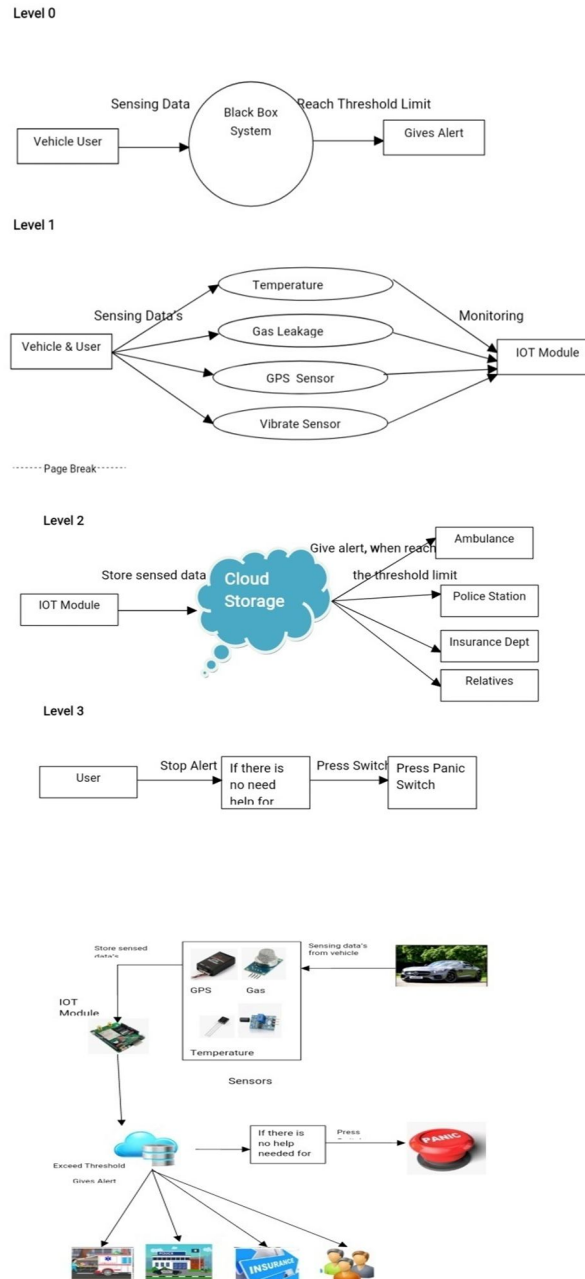 Level 0
Sensing Data
Reach Threshold Limit
Black Box
System
Vehicle User
Gives Alert
Level 1
Temperature
Sensing Data's
Monitoring
Gas Leakage
Vehicle & User
IOT Module
GPS Sensor
Vibrate Sensor
Page Break
Level 2
Ambulance
Give alert, when reach
Store sensed data
Cloud
Storage
the threshold limit
IOT Module
Police Station
Insurance Dept
Relatives
Level 3
Stop Alert
If there is
no need
help for
Press Switch
Press Panic
Switch
User
Store sensed
data's
Sensing data's
from vehicle
GPS
Gas
IOT
Module
Temperature
Sensors
If there is
no help
needed for
Press
PANIC
Exceed Threshold
Gives Alert
INSURANCE